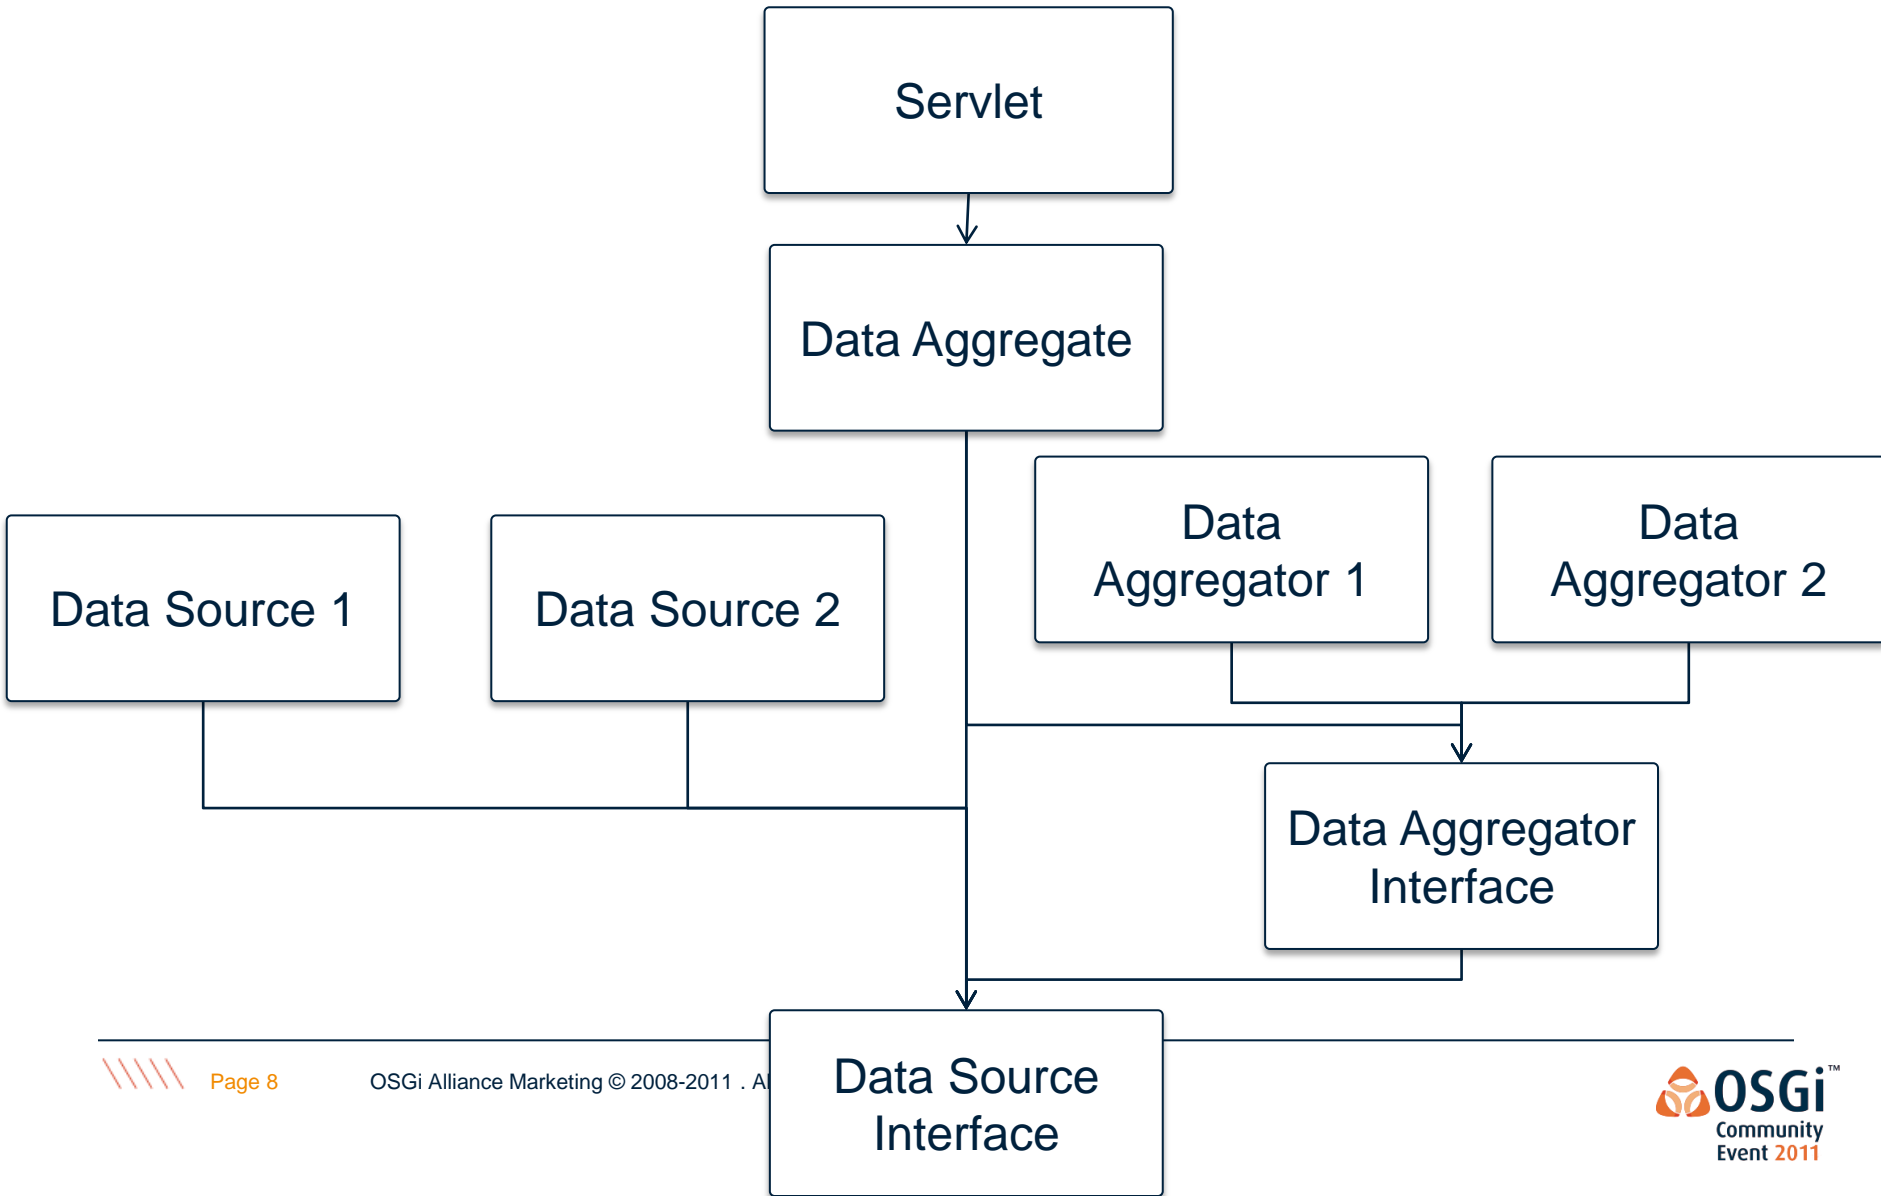 Servlet
Data Aggregate
Data
Aggregator 1
Data
Aggregator 2
Data Source 1
Data Source 2
Data Aggregator
Interface
Data Source
Interface
Page 8
OSGi Alliance Marketing © 2008-2011 . A
OSGi™
Community
Event 2011